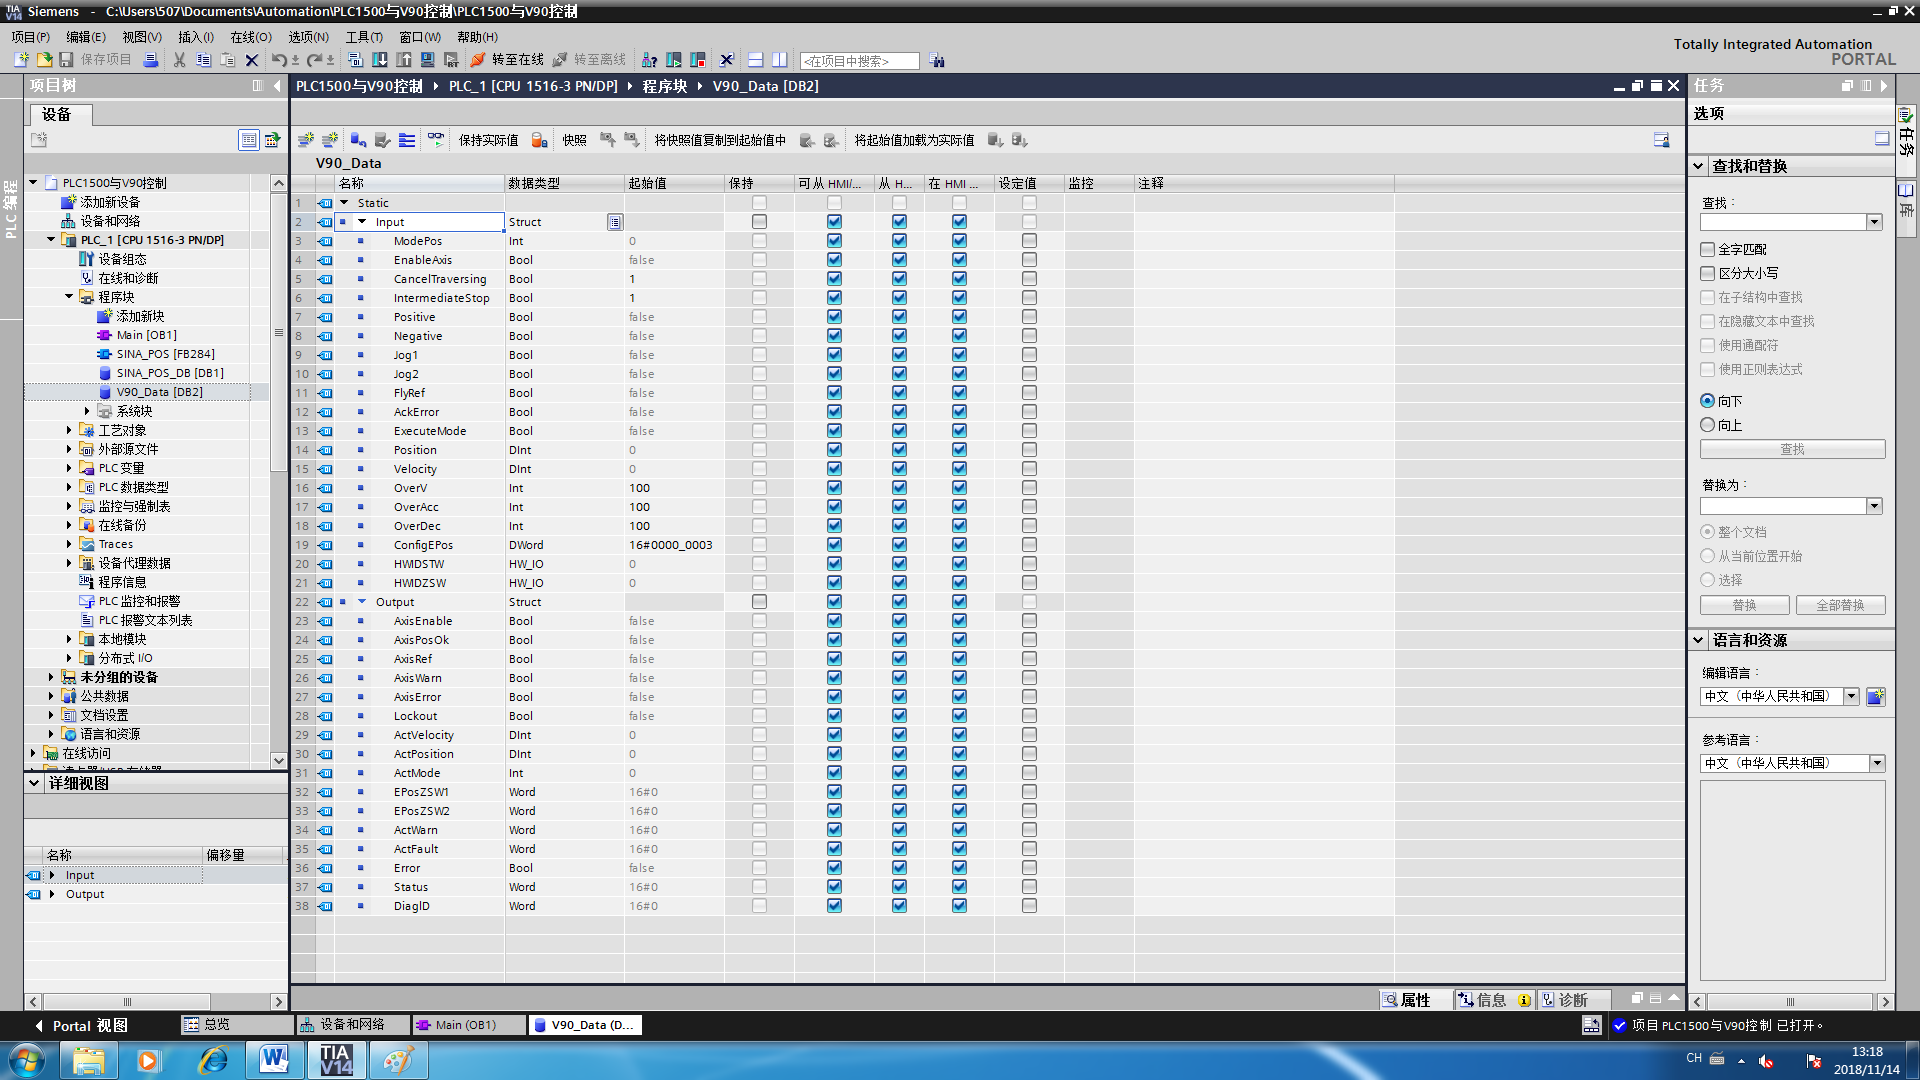 Siemens - C:\Users\507\Documents\Automation\PLC1500与V90控制\PLC1500与V90控制
项目(P) 编辑(E) 视图(V) 插入(I) 在线(O) 选项(N) 工具(T) 窗口(W) 帮助(H)
Totally Integrated Automation
PORTAL
保存项目 转至在线 转至离线 <在项目中搜索>
项目树
PLC1500与V90控制 PLC_1 [CPU 1516-3 PN/DP] 程序块 V90_Data [DB2]
任务
设备
选项
保持实际值 快照 将快照值复制到起始值中 将起始值加载为实际值
V90_Data
名称 数据类型 起始值 保持 可从 HMI/... 从 H... 在 HMI ... 设定值 监控 注释
1 Static
2 Input Struct
3 ModePos Int 0
4 EnableAxis Bool false
5 CancelTraversing Bool 1
6 IntermediateStop Bool 1
7 Positive Bool false
8 Negative Bool false
9 Jog1 Bool false
10 Jog2 Bool false
11 FlyRef Bool false
12 AckError Bool false
13 ExecuteMode Bool false
14 Position DInt 0
15 Velocity DInt 0
16 OverV Int 100
17 OverAcc Int 100
18 OverDec Int 100
19 ConfigEPos DWord 16#0000_0003
20 HWIDSTW HW_IO 0
21 HWIDZSW HW_IO 0
22 Output Struct
23 AxisEnable Bool false
24 AxisPosOk Bool false
25 AxisRef Bool false
26 AxisWarn Bool false
27 AxisError Bool false
28 Lockout Bool false
29 ActVelocity DInt 0
30 ActPosition DInt 0
31 ActMode Int 0
32 EPosZSW1 Word 16#0
33 EPosZSW2 Word 16#0
34 ActWarn Word 16#0
35 ActFault Word 16#0
36 Error Bool false
37 Status Word 16#0
38 DiagID Word 16#0
PLC 编程
PLC1500与V90控制
添加新设备
设备和网络
PLC_1 [CPU 1516-3 PN/DP]
设备组态
在线和诊断
程序块
添加新块
Main [OB1]
SINA_POS [FB284]
SINA_POS_DB [DB1]
V90_Data [DB2]
系统块
工艺对象
外部源文件
PLC 变量
PLC 数据类型
监控与强制表
在线备份
Traces
设备代理数据
程序信息
PLC 监控和报警
PLC 报警文本列表
本地模块
分布式 I/O
未分组的设备
公共数据
文档设置
语言和资源
在线访问
详细视图
名称 偏移量
Input
Output
查找和替换
查找：
全字匹配
区分大小写
在子结构中查找
在隐藏文本中查找
使用通配符
使用正则表达式
向下
向上
查找
替换为：
整个文档
从当前位置开始
选择
替换 全部替换
语言和资源
编辑语言：
中文（中华人民共和国）
参考语言：
中文（中华人民共和国）
任务
库
属性 信息 诊断
Portal 视图 总览 设备和网络 Main (OB1) V90_Data (D...
项目 PLC1500与V90控制 已打开。
TIA
V14
CH
13:18
2018/11/14